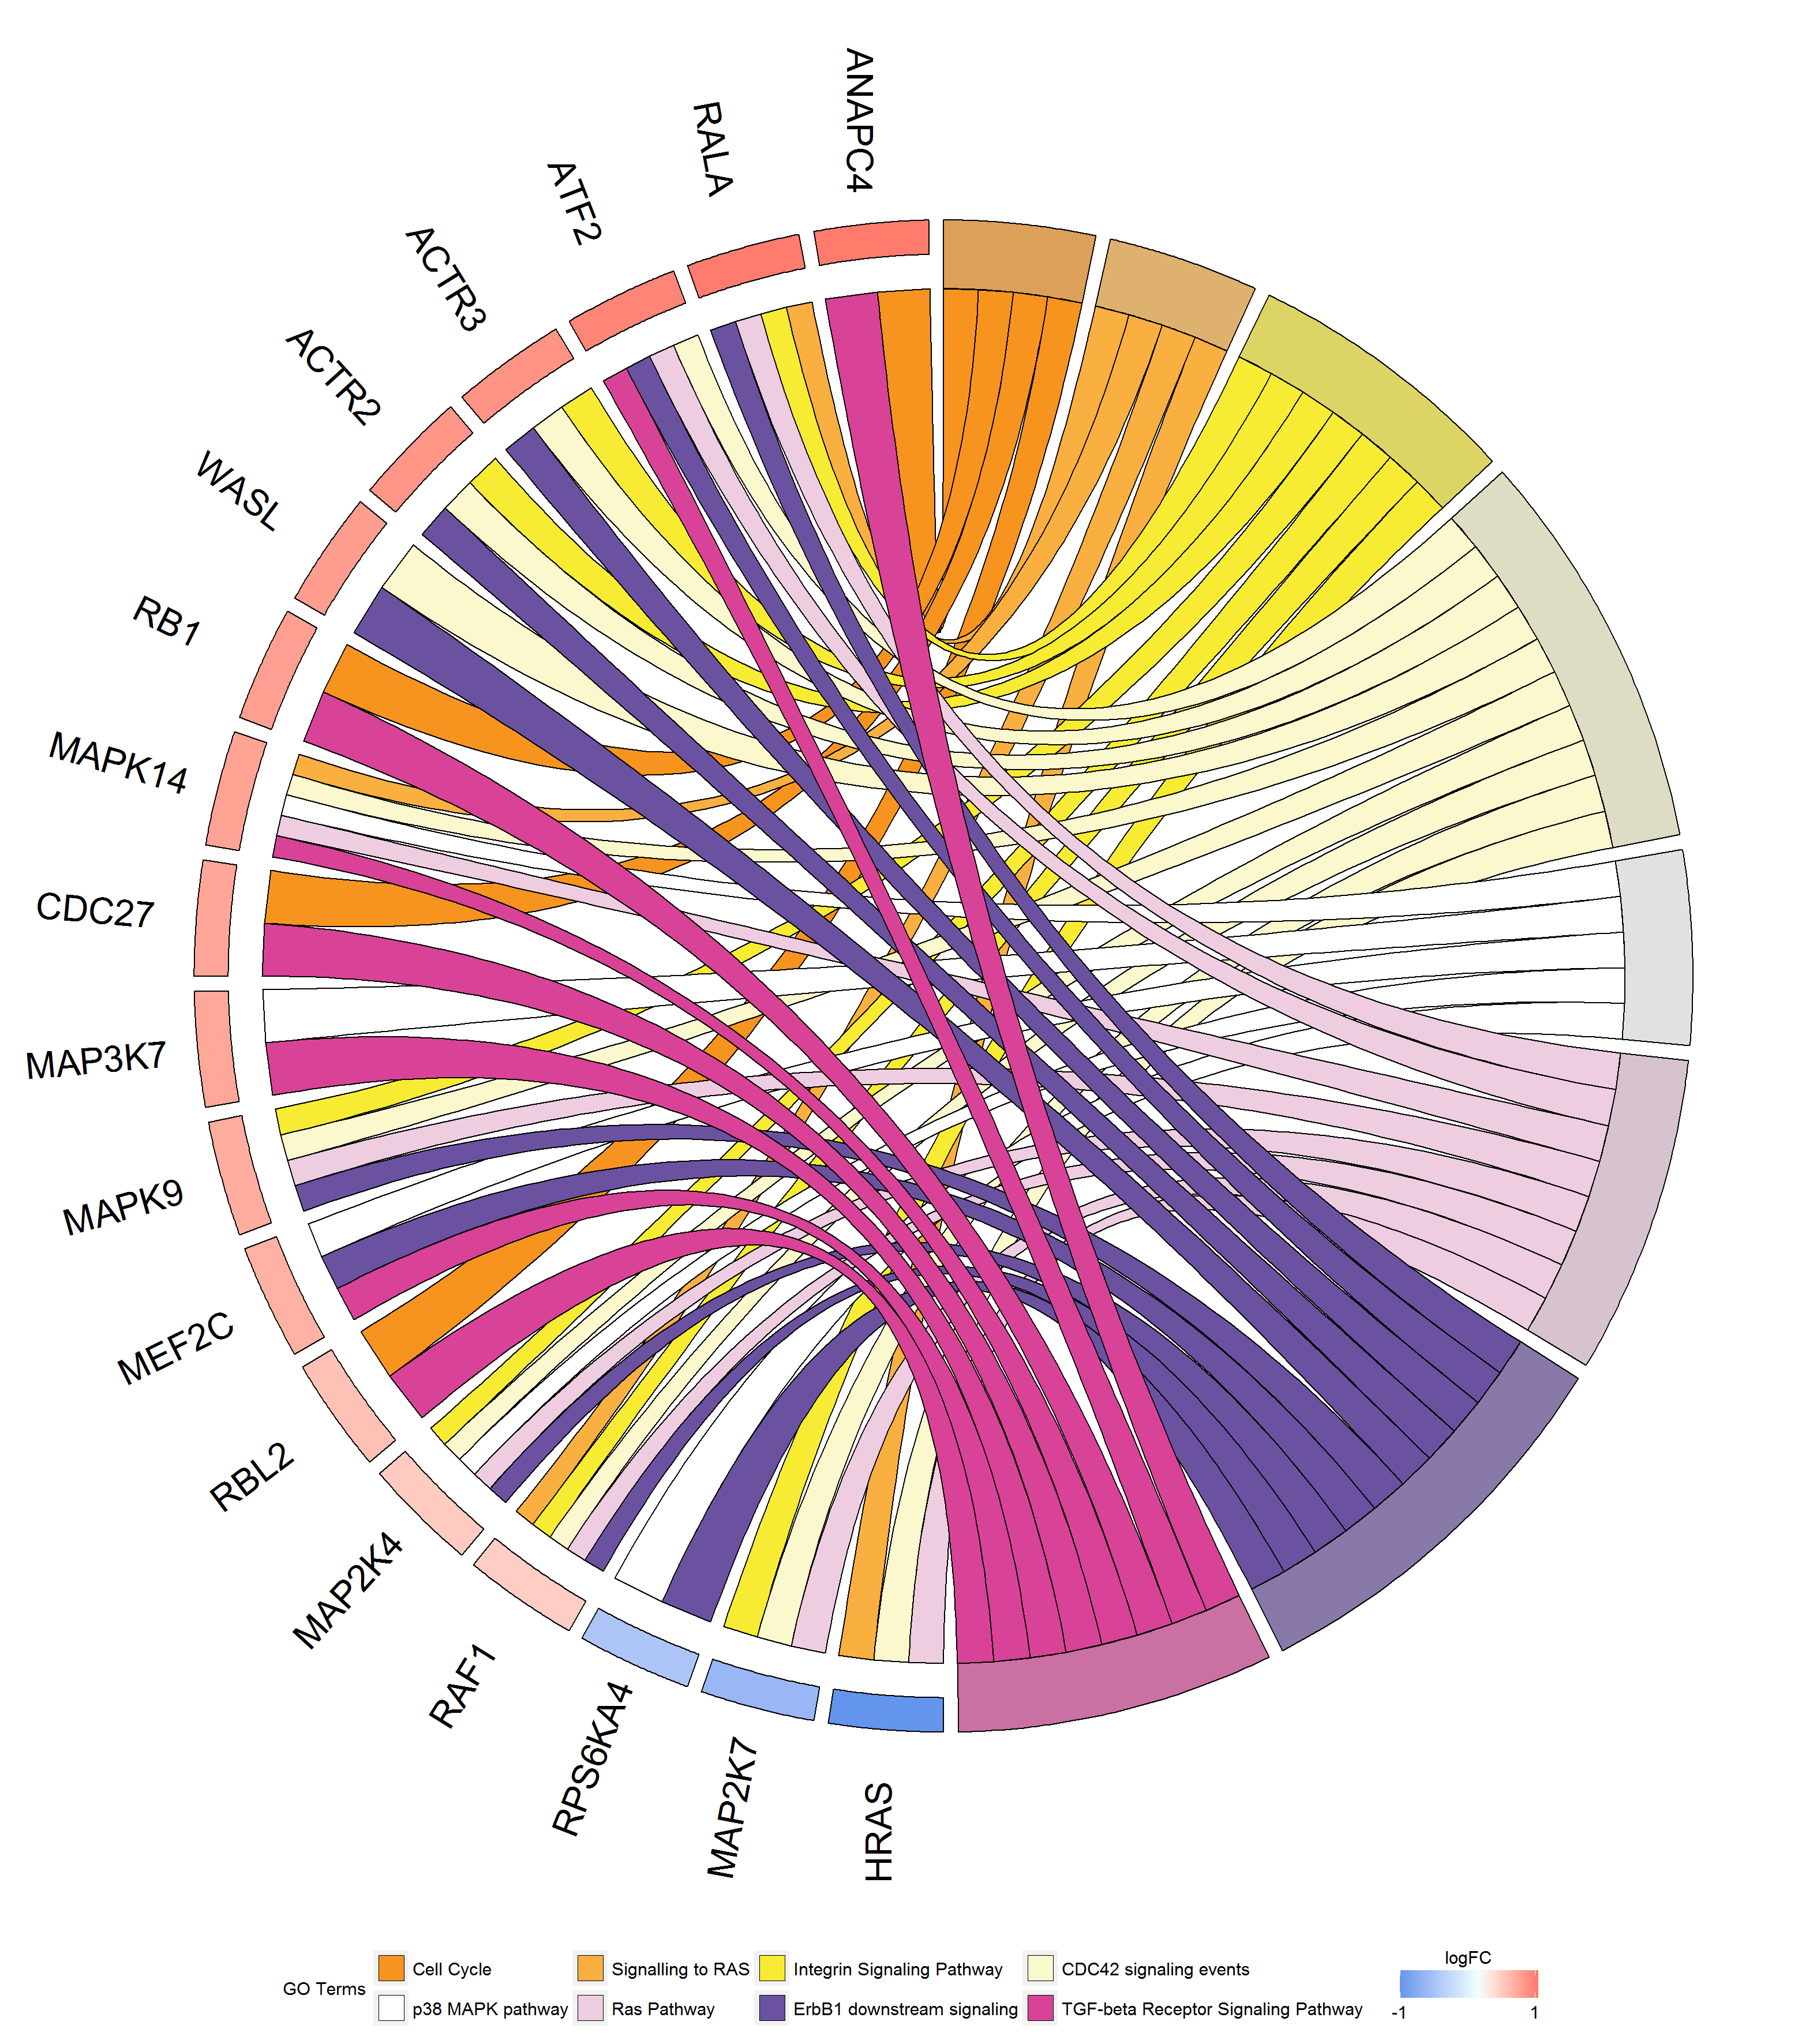 ANAPC4
RALA
ATF2
ACTR3
ACTR2
WASL
RB1
MAPK14
CDC27
MAP3K7
MAPK9
MEF2C
RBL2
MAP2K4
RAF1
RPS6KA4
MAP2K7
HRAS
GO Terms
Cell Cycle
Signalling to RAS
Integrin Signaling Pathway
CDC42 signaling events
p38 MAPK pathway
Ras Pathway
ErbB1 downstream signaling
TGF-beta Receptor Signaling Pathway
logFC
-1
1